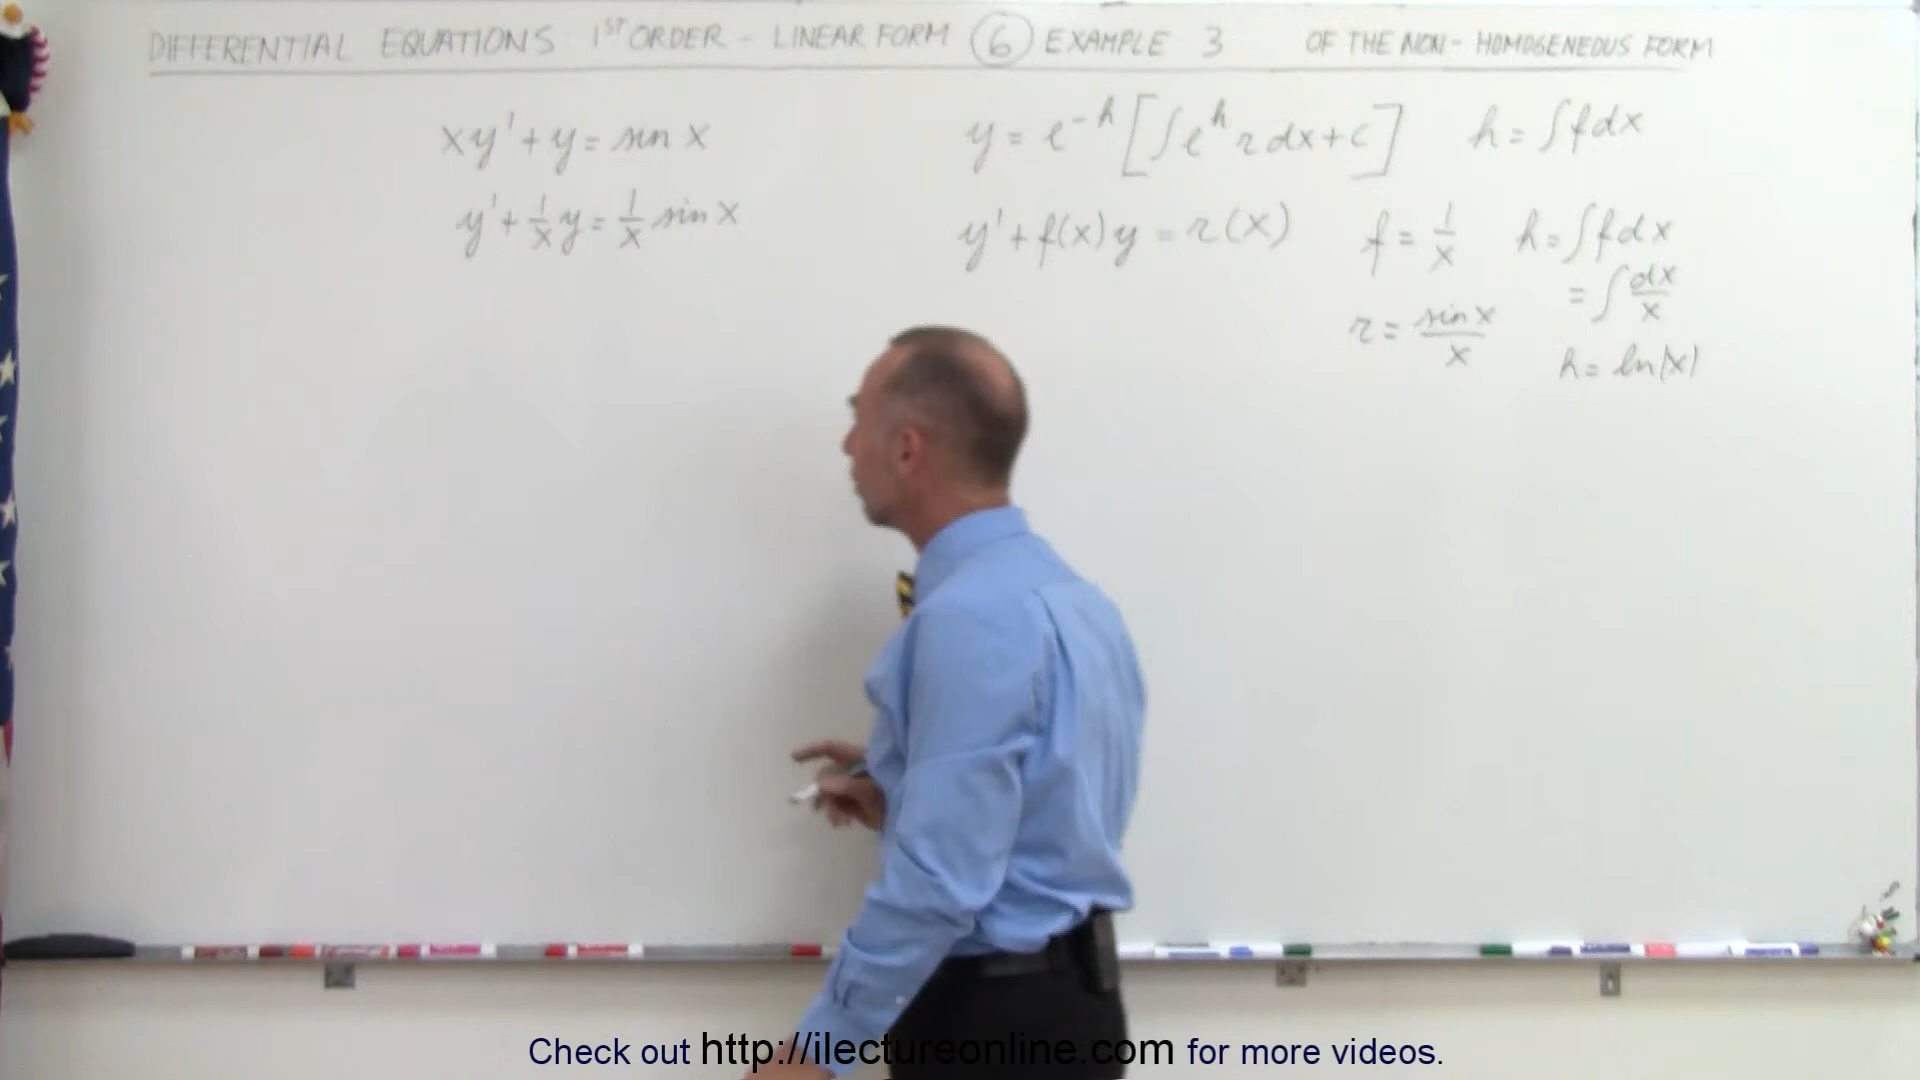 DIFFERENTIAL EQUATIONS 1ST ORDER - LINEAR FORM 6 EXAMPLE 3 OF THE NON-HOMOGENEOUS FORM
xy' + y = sin x
y' + 1/x y = 1/x sin x
y = e^-h [∫e^h r dx + c] h = ∫f dx
y' + f(x) y = r(x) f = 1/x h = ∫f dx
= ∫dx/x
r = sin x/x
h = ln|x|
Check out http://ilectureonline.com for more videos.